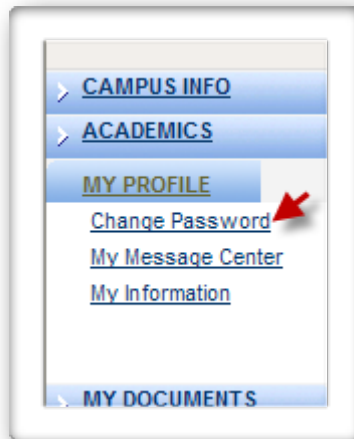 CAMPUS INFO
ACADEMICS
MY PROFILE
Change Password
My Message Center
My Information
MY DOCUMENTS